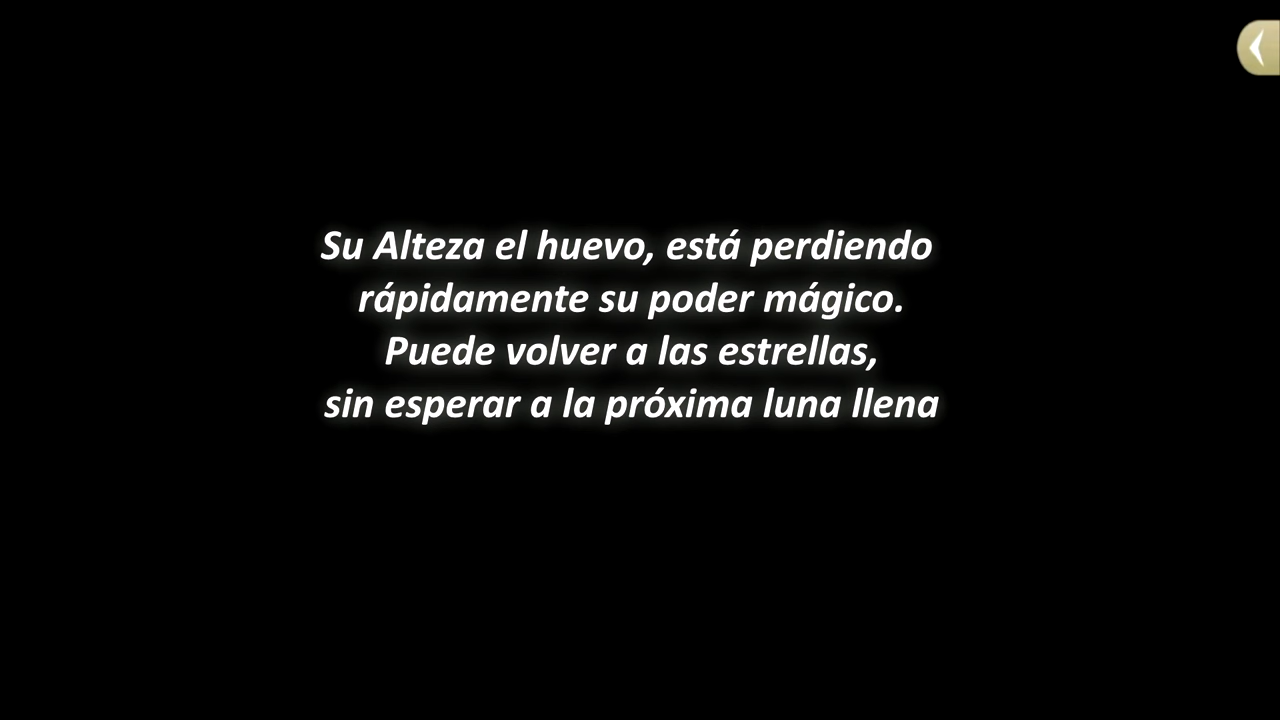 Su Alteza el huevo, está perdiendo
rápidamente su poder mágico.
Puede volver a las estrellas,
sin esperar a la próxima luna llena